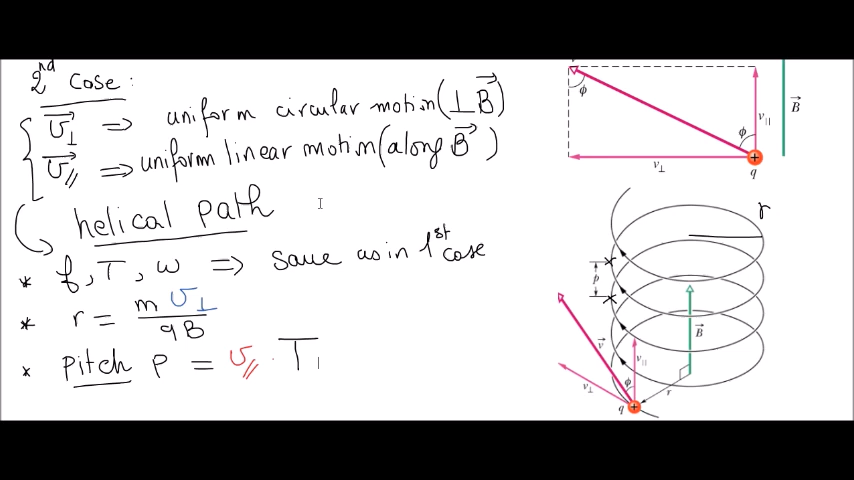 2nd case:
v⊥ ⟹ uniform circular motion (⊥ B)
v∥ ⟹ uniform linear motion (along B)
helical path
* f, T, ω ⟹ same as in 1st case
* r = m v⊥ / qB
* pitch P = v∥ . T
ϕ
ϕ
v∥
B
v⊥
q
r
p
B
v
v∥
v⊥
ϕ
r
q